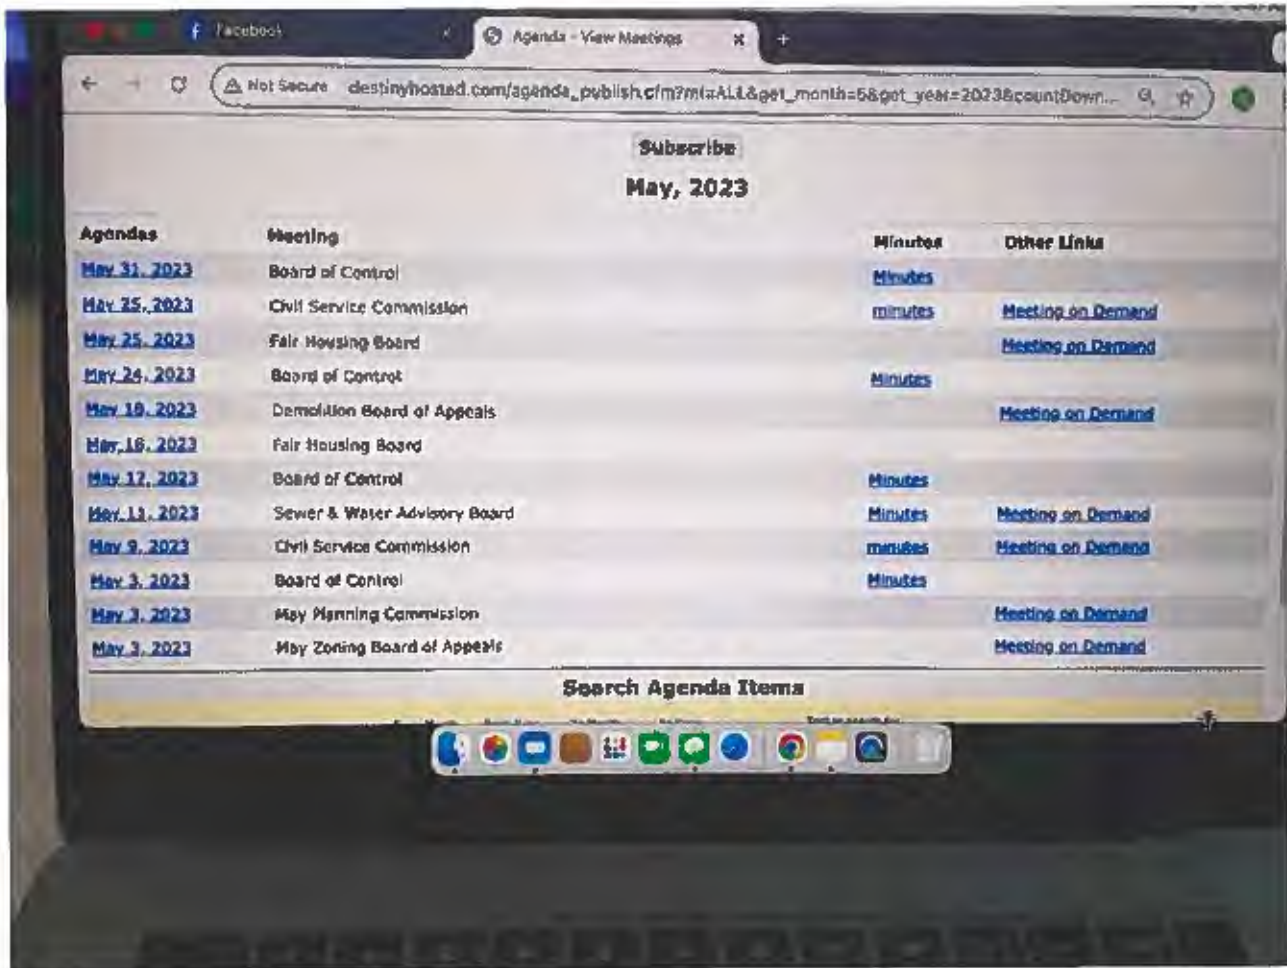 Facebook Agenda - View Meetings
Not Secure destinyhosted.com/agenda_publish.cfm?mt=ALL&get_month=5&get_year=2023&countDown...
Subscribe
May, 2023
Agendas Meeting Minutes Other Links
May 31, 2023 Board of Control Minutes
May 25, 2023 Civil Service Commission minutes Meeting on Demand
May 25, 2023 Fair Housing Board Meeting on Demand
May 24, 2023 Board of Control Minutes
May 18, 2023 Demolition Board of Appeals Meeting on Demand
May 18, 2023 Fair Housing Board
May 17, 2023 Board of Control Minutes
May 11, 2023 Sewer & Water Advisory Board Minutes Meeting on Demand
May 9, 2023 Civil Service Commission minutes Meeting on Demand
May 3, 2023 Board of Control Minutes
May 3, 2023 May Planning Commission Meeting on Demand
May 3, 2023 May Zoning Board of Appeals Meeting on Demand
Search Agenda Items